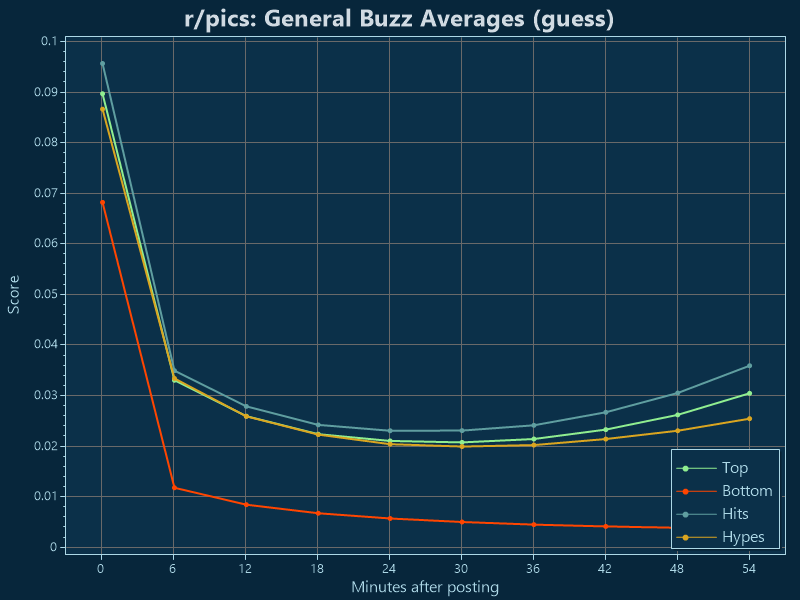 r/pics: General Buzz Averages (guess)
0.1
0.09
0.08
0.07
0.06
0.05
0.04
0.03
0.02
0.01
0
Score
Top
Bottom
Hits
Hypes
0 6 12 18 24 30 36 42 48 54
Minutes after posting